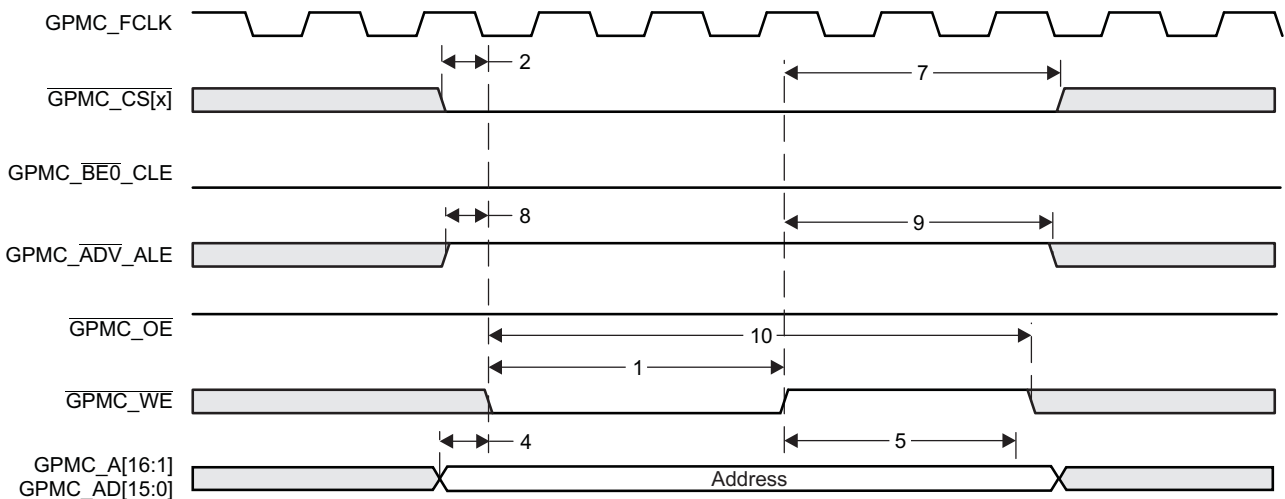 GPMC_FCLK
2
7
GPMC_CS[x]
GPMC_BE0_CLE
8
9
GPMC_ADV_ALE
GPMC_OE
10
1
GPMC_WE
4
5
GPMC_A[16:1]
GPMC_AD[15:0]
Address